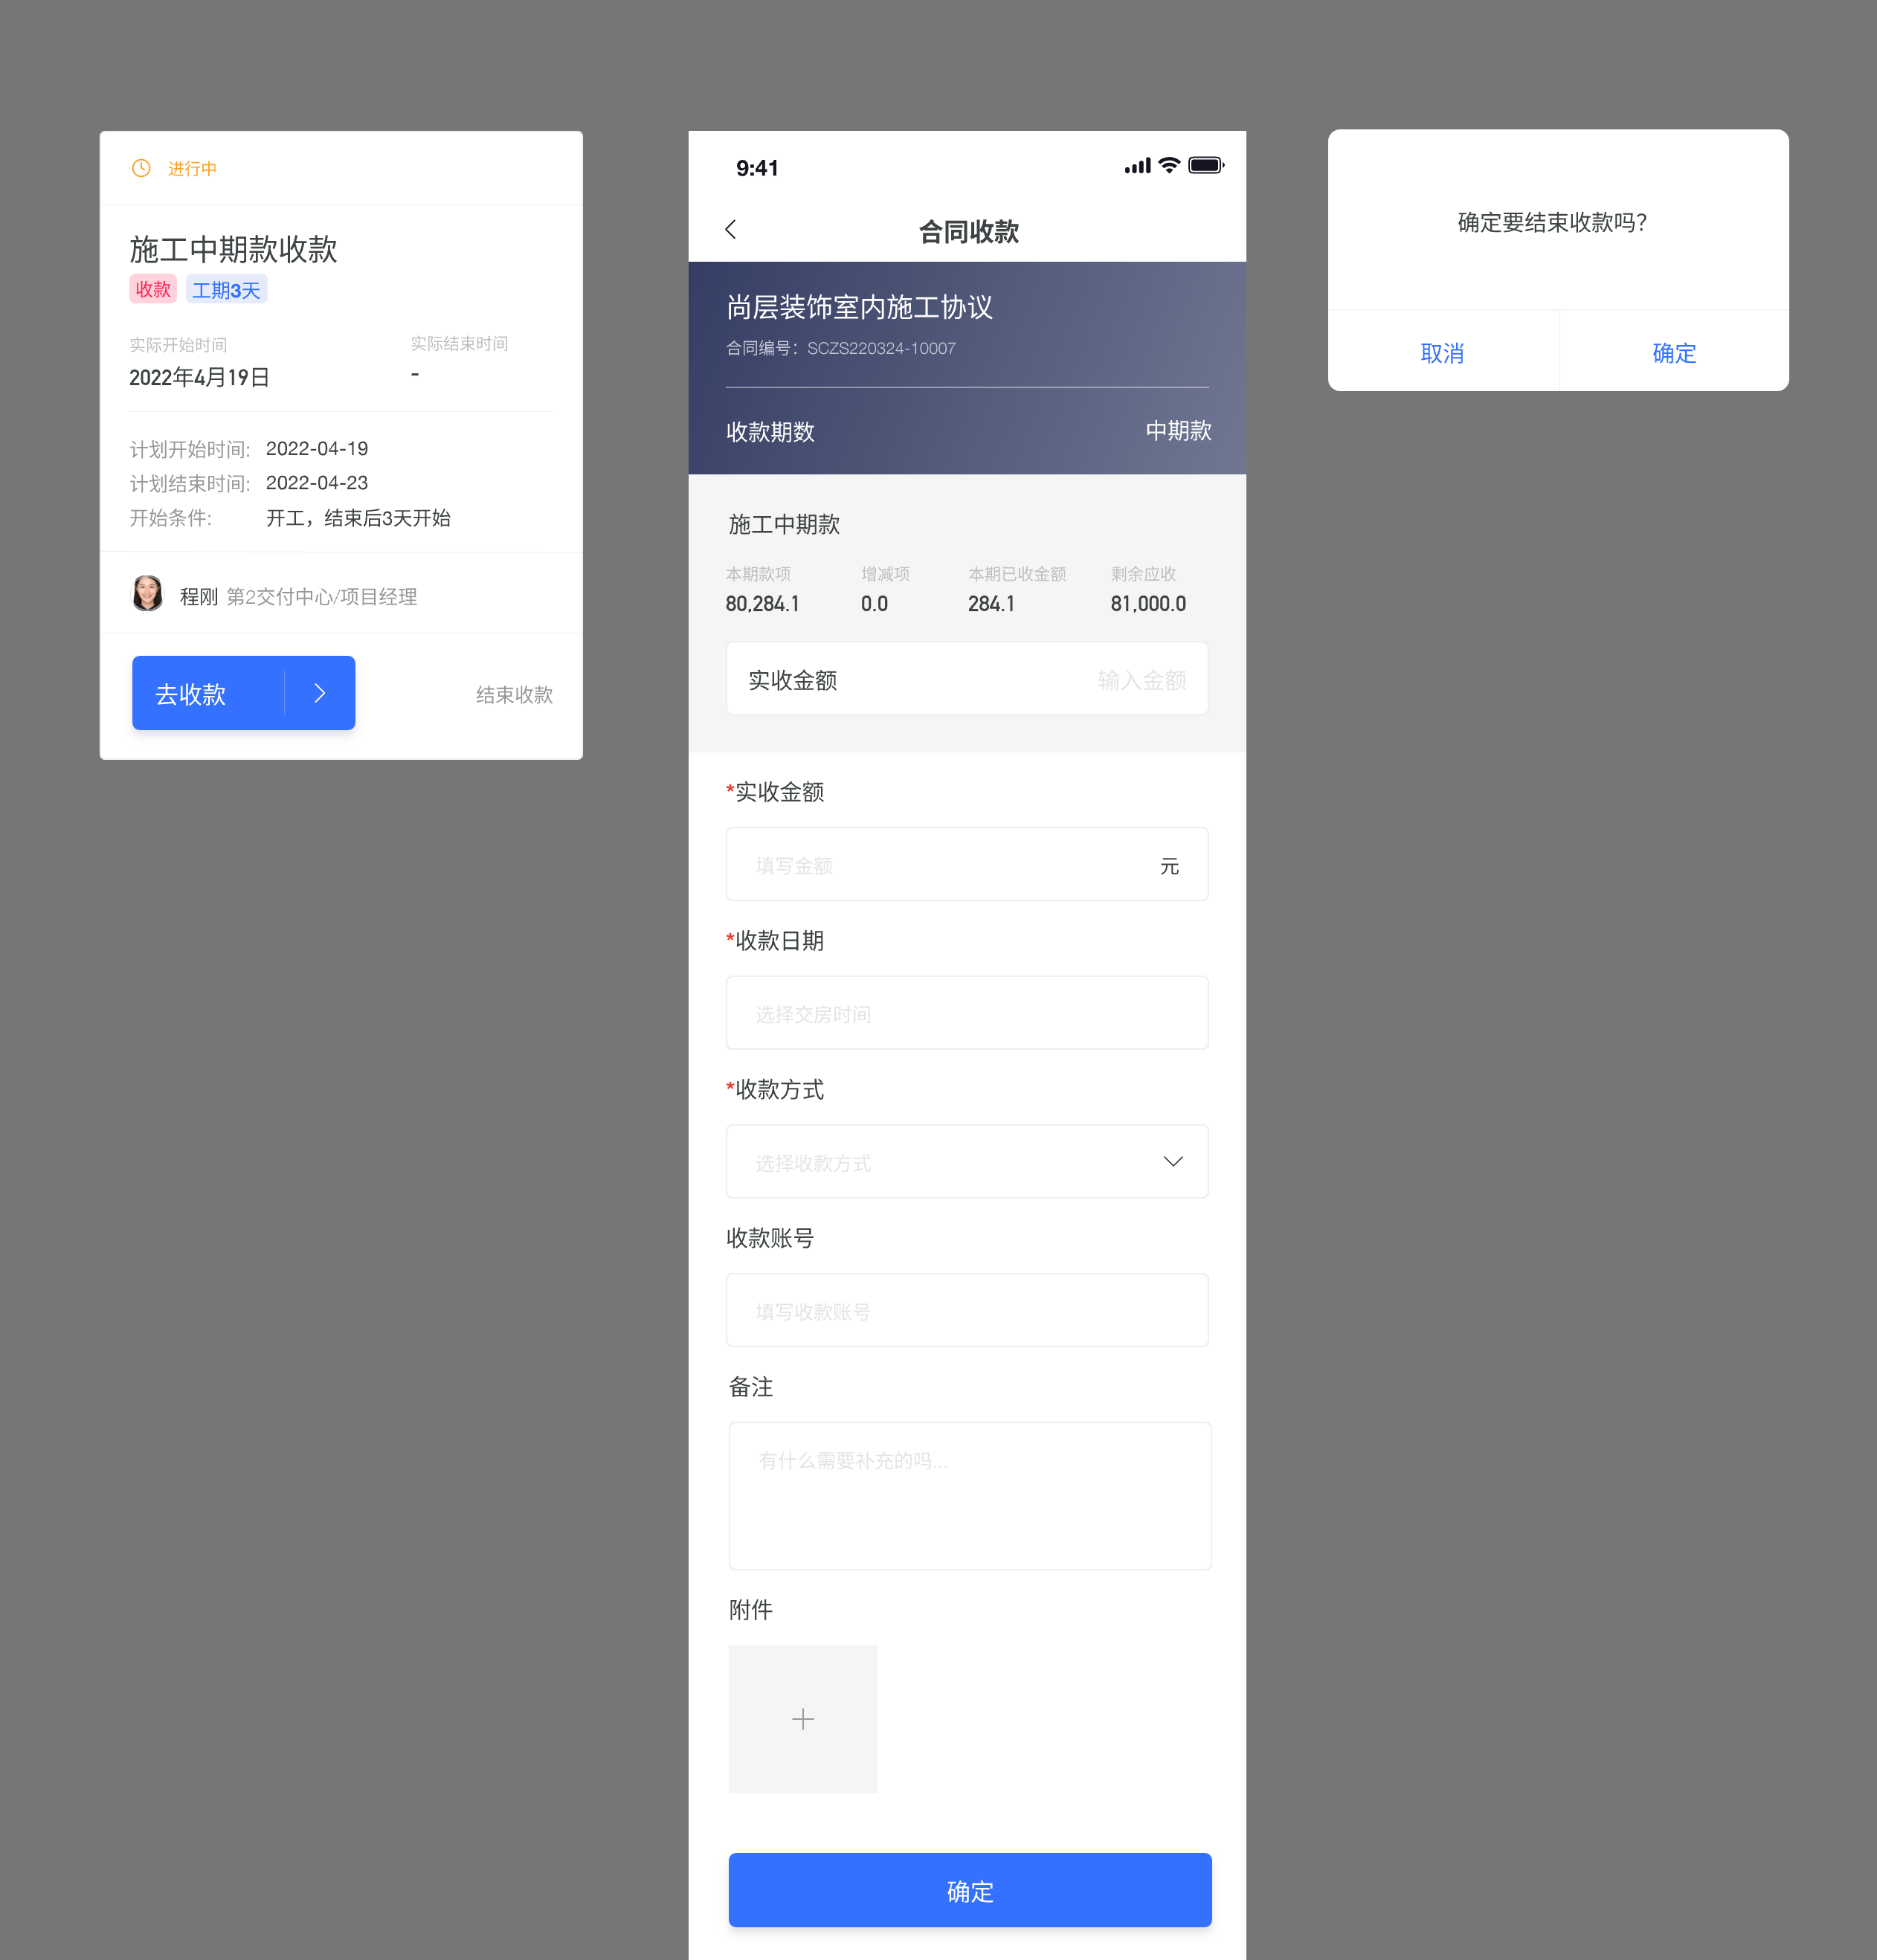 进行中
施工中期款收款
收款 工期3天
实际开始时间 实际结束时间
2022年4月19日 -
计划开始时间: 2022-04-19
计划结束时间: 2022-04-23
开始条件: 开工，结束后3天开始
程刚 第2交付中心/项目经理
去收款 结束收款
9:41
合同收款
尚层装饰室内施工协议
合同编号：SCZS220324-10007
收款期数 中期款
施工中期款
本期款项 增减项 本期已收金额 剩余应收
80,284.1 0.0 284.1 81,000.0
实收金额 输入金额
*实收金额
填写金额 元
*收款日期
选择交房时间
*收款方式
选择收款方式
收款账号
填写收款账号
备注
有什么需要补充的吗...
附件
确定
确定要结束收款吗？
取消 确定